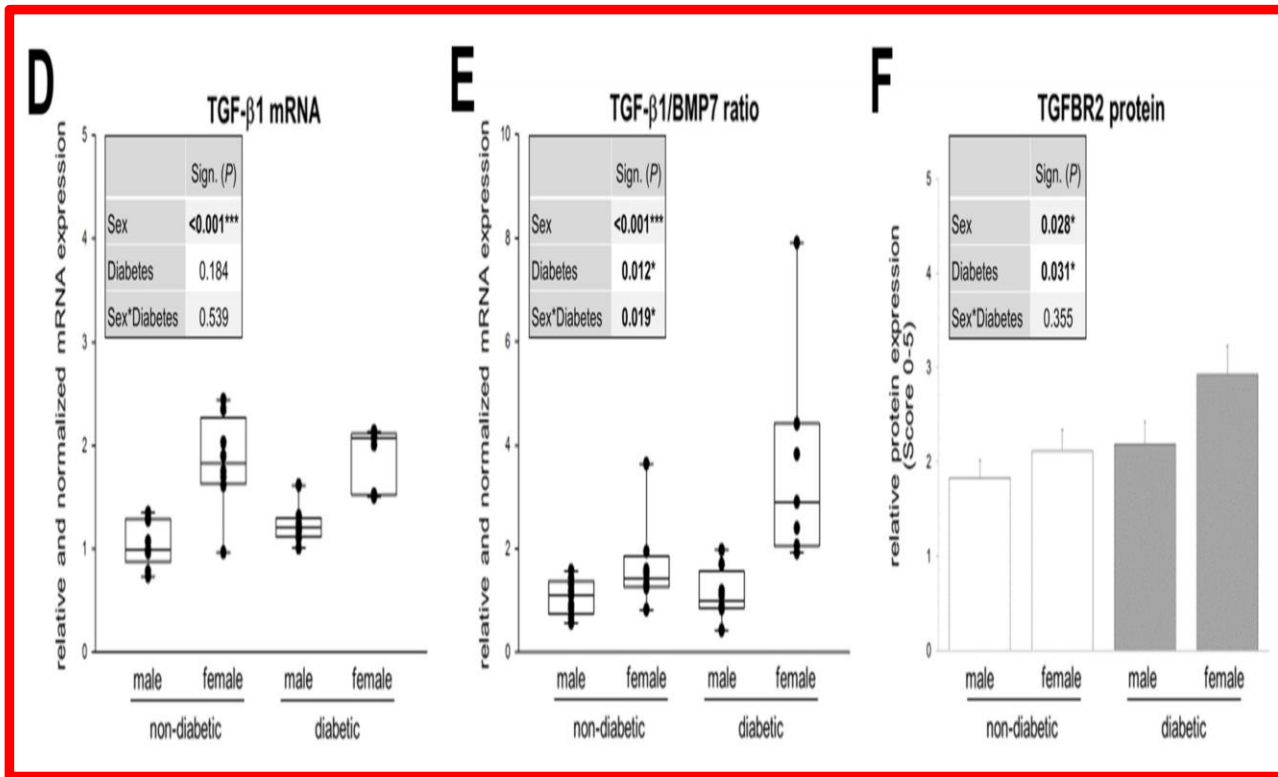 D
TGF-β1 mRNA
relative and normalized mRNA expression
5
4
3
2
1
0
Sign. (P)
Sex <0.001***
Diabetes 0.184
Sex*Diabetes 0.539
male female male female
non-diabetic diabetic
E
TGF-β1/BMP7 ratio
relative and normalized mRNA expression
10
8
6
4
2
0
Sign. (P)
Sex <0.001***
Diabetes 0.012*
Sex*Diabetes 0.019*
male female male female
non-diabetic diabetic
F
TGFBR2 protein
relative protein expression
(Score 0-5)
5
4
3
2
1
0
Sign. (P)
Sex 0.028*
Diabetes 0.031*
Sex*Diabetes 0.355
male female male female
non-diabetic diabetic